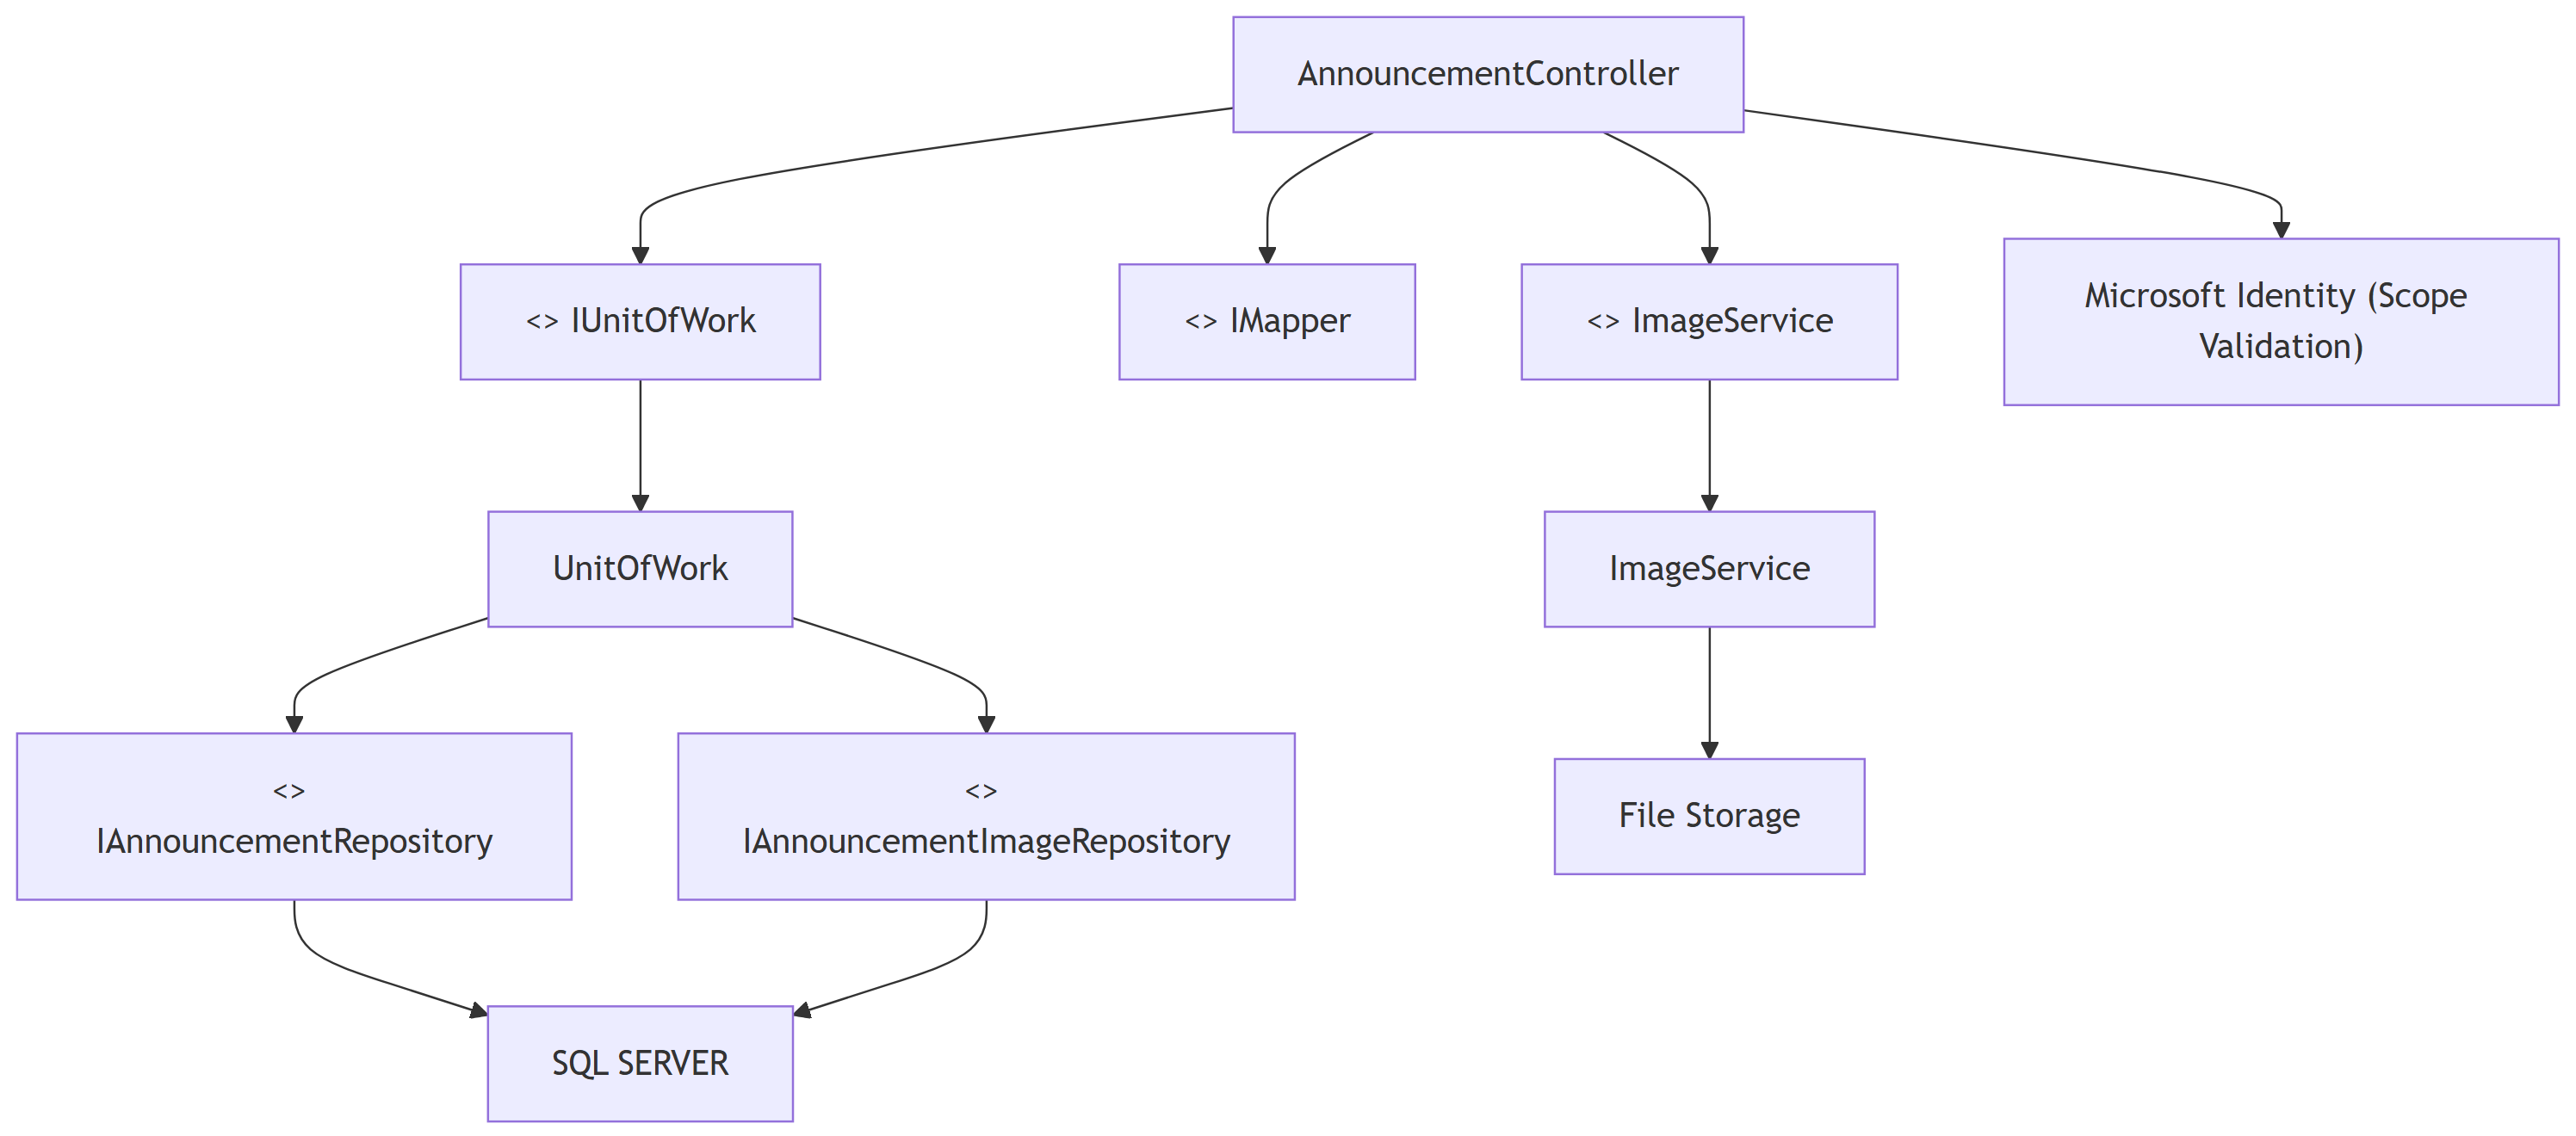 AnnouncementController
<> IUnitOfWork
<> IMapper
<> ImageService
Microsoft Identity (Scope
Validation)
UnitOfWork
ImageService
<>
IAnnouncementRepository
<>
IAnnouncementImageRepository
File Storage
SQL SERVER